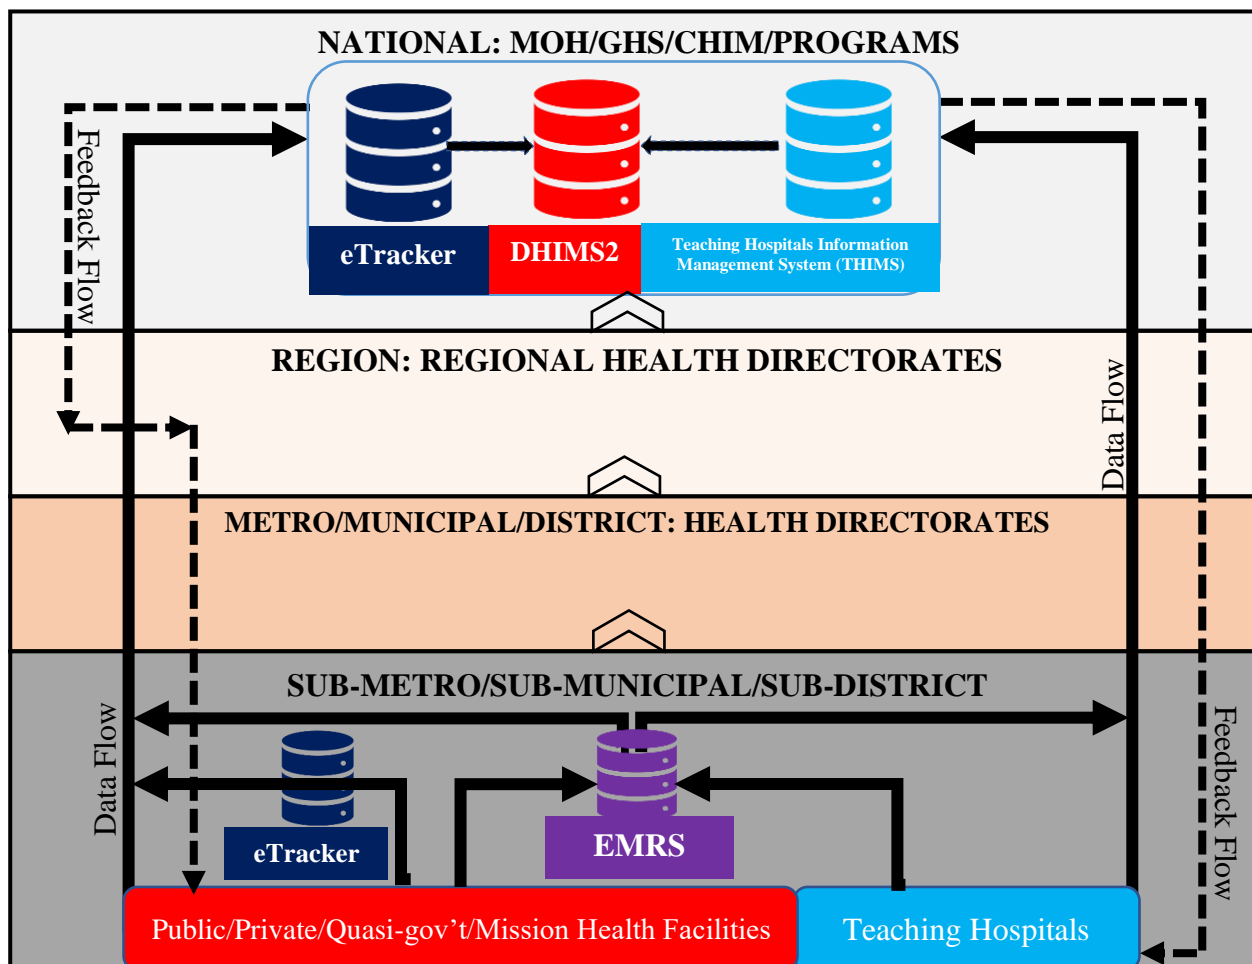 NATIONAL: MOH/GHS/CHIM/PROGRAMS
Feedback Flow
eTracker
DHIMS2
Teaching Hospitals Information
Management System (THIMS)
REGION: REGIONAL HEALTH DIRECTORATES
Data Flow
METRO/MUNICIPAL/DISTRICT: HEALTH DIRECTORATES
SUB-METRO/SUB-MUNICIPAL/SUB-DISTRICT
Data Flow
Feedback Flow
eTracker
EMRS
Public/Private/Quasi-gov’t/Mission Health Facilities
Teaching Hospitals